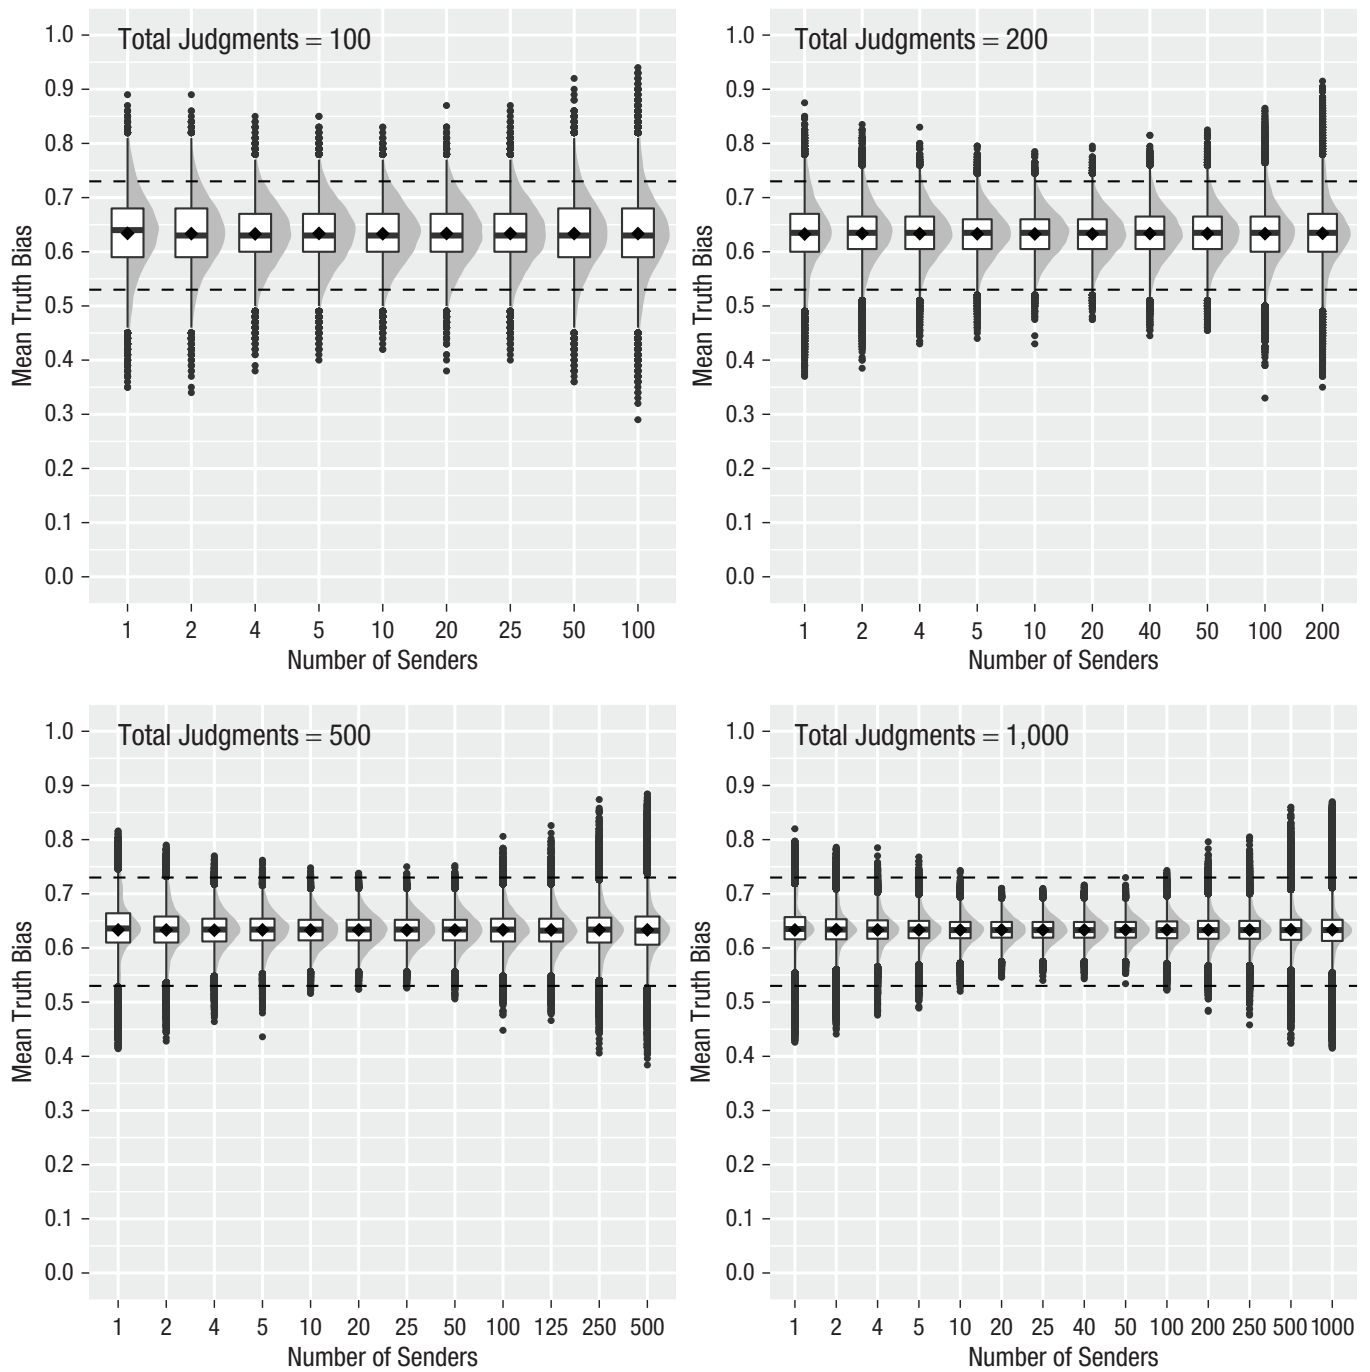 Total Judgments = 100
Mean Truth Bias
1.0
0.9
0.8
0.7
0.6
0.5
0.4
0.3
0.2
0.1
0.0
1 2 4 5 10 20 25 50 100
Number of Senders
Total Judgments = 200
Mean Truth Bias
1.0
0.9
0.8
0.7
0.6
0.5
0.4
0.3
0.2
0.1
0.0
1 2 4 5 10 20 40 50 100 200
Number of Senders
Total Judgments = 500
Mean Truth Bias
1.0
0.9
0.8
0.7
0.6
0.5
0.4
0.3
0.2
0.1
0.0
1 2 4 5 10 20 25 50 100 125 250 500
Number of Senders
Total Judgments = 1,000
Mean Truth Bias
1.0
0.9
0.8
0.7
0.6
0.5
0.4
0.3
0.2
0.1
0.0
1 2 4 5 10 20 25 40 50 100 200 250 500 1000
Number of Senders